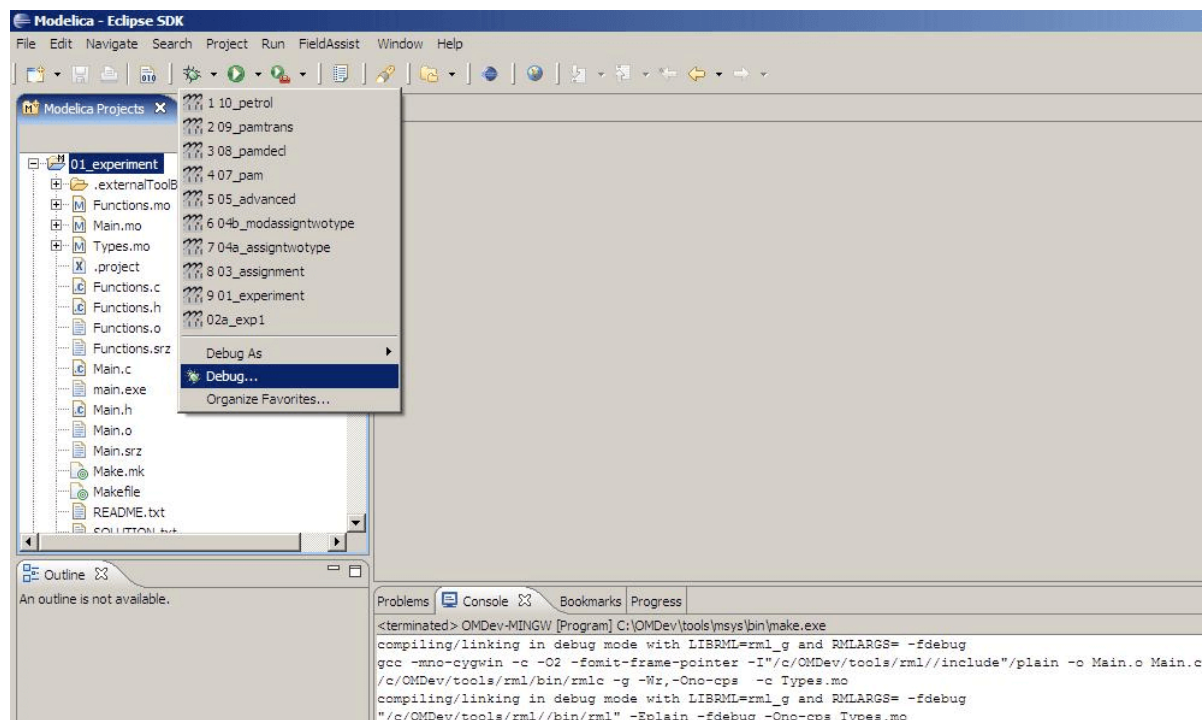 Modelica - Eclipse SDK
File Edit Navigate Search Project Run FieldAssist Window Help
Modelica Projects
1 10_petrol
2 09_pamtrans
3 08_pamdecl
4 07_pam
5 05_advanced
6 04b_modassigntwotype
7 04a_assigntwotype
8 03_assignment
9 01_experiment
02a_exp1
Debug As
Debug...
Organize Favorites...
01_experiment
.externalToolB
Functions.mo
Main.mo
Types.mo
.project
Functions.c
Functions.h
Functions.o
Functions.srz
Main.c
main.exe
Main.h
Main.o
Main.srz
Make.mk
Makefile
README.txt
SOLUTION.txt
Outline
An outline is not available.
Problems Console Bookmarks Progress
<terminated> OMDev-MINGW [Program] C:\OMDev\tools\msys\bin\make.exe
compiling/linking in debug mode with LIBRML=rml_g and RMLARGS= -fdebug
gcc -mno-cygwin -c -O2 -fomit-frame-pointer -I"/c/OMDev/tools/rml//include"/plain -o Main.o Main.c
/c/OMDev/tools/rml/bin/rmlc -g -Wr,-Ono-cps -c Types.mo
compiling/linking in debug mode with LIBRML=rml_g and RMLARGS= -fdebug
"/c/OMDev/tools/rml//bin/rml" -Eplain -fdebug -Ono-cps Types.mo